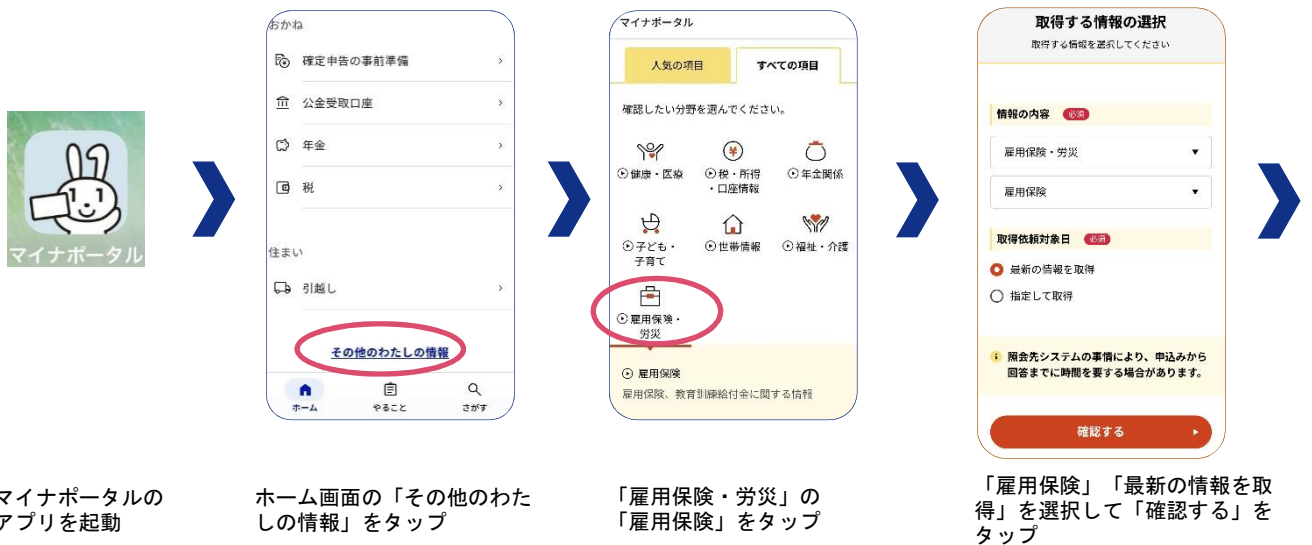 マイナポータル
マイナポータルの
アプリを起動
おかね
確定申告の事前準備
公金受取口座
年金
税
住まい
引越し
その他のわたしの情報
ホーム
やること
さがす
ホーム画面の「その他のわた
しの情報」をタップ
マイナポータル
人気の項目
すべての項目
確認したい分野を選んでください。
健康・医療
税・所得
・口座情報
年金関係
子ども・
子育て
世帯情報
福祉・介護
雇用保険・
労災
雇用保険
雇用保険、教育訓練給付金に関する情報
「雇用保険・労災」の
「雇用保険」をタップ
取得する情報の選択
取得する情報を選択してください
情報の内容 必須
雇用保険・労災
雇用保険
取得依頼対象日 必須
最新の情報を取得
指定して取得
照会先システムの事情により、申込みから
回答までに時間を要する場合があります。
確認する
「雇用保険」「最新の情報を取
得」を選択して「確認する」を
タップ